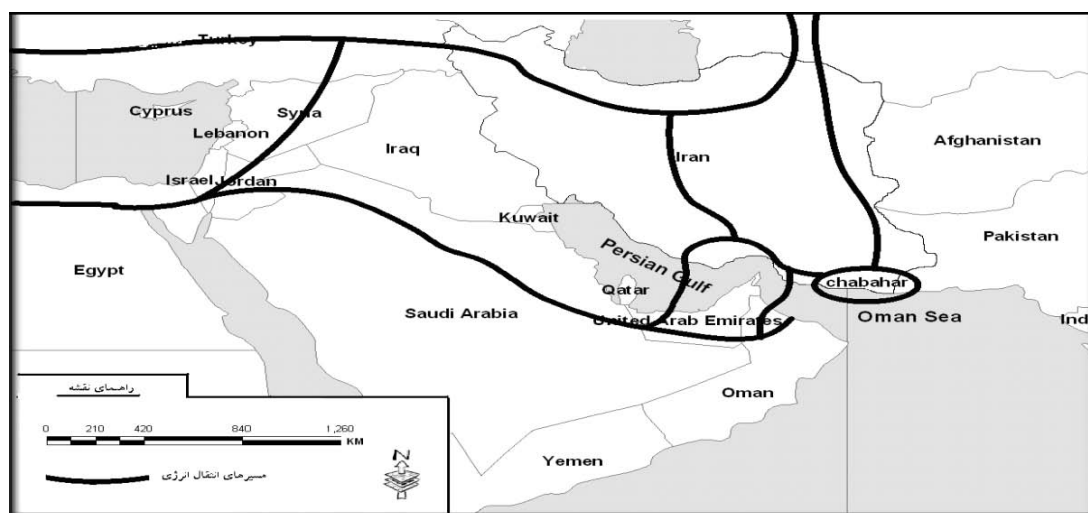 Turkey
Cyprus
Syria
Lebanon
Iraq
Iran
Afghanistan
Israel
Jordan
Kuwait
Pakistan
Egypt
Persian Gulf
Qatar
chabahar
Saudi Arabia
United Arab Emirates
Oman Sea
Ind
Oman
Yemen
راهنمای نقشه
0 210 420 840 1,260
KM
N
مسیرهای انتقال انرژی